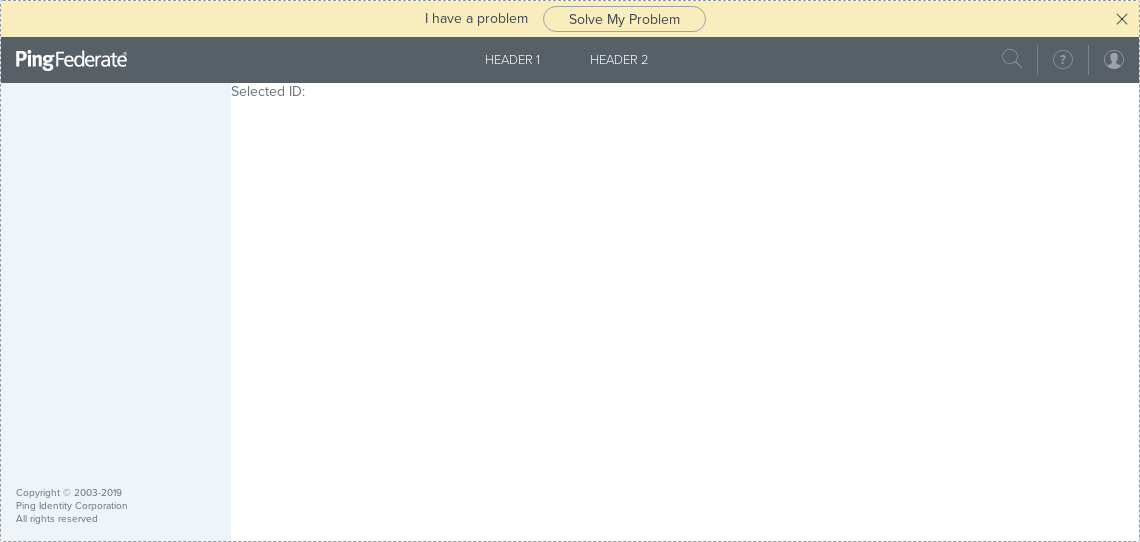 I have a problem Solve My Problem
PingFederate® HEADER 1 HEADER 2 ?
Selected ID:
Copyright © 2003-2019
Ping Identity Corporation
All rights reserved